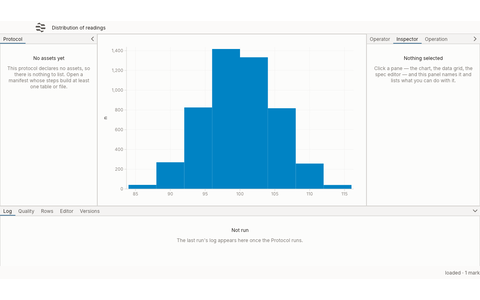 Distribution of readings
Protocol
Operator Inspector Operation
No assets yet
This protocol declares no assets, so
there is nothing to list. Open a
manifest whose steps build at least
one table or file.
1,400
1,200
1,000
800
600
400
200
0
85 90 95 100 105 110 115
Nothing selected
Click a pane — the chart, the data grid, the
spec editor — and this panel names it and
lists what you can do with it.
Log Quality Rows Editor Versions
Not run
The last run's log appears here once the Protocol runs.
loaded · 1 mark